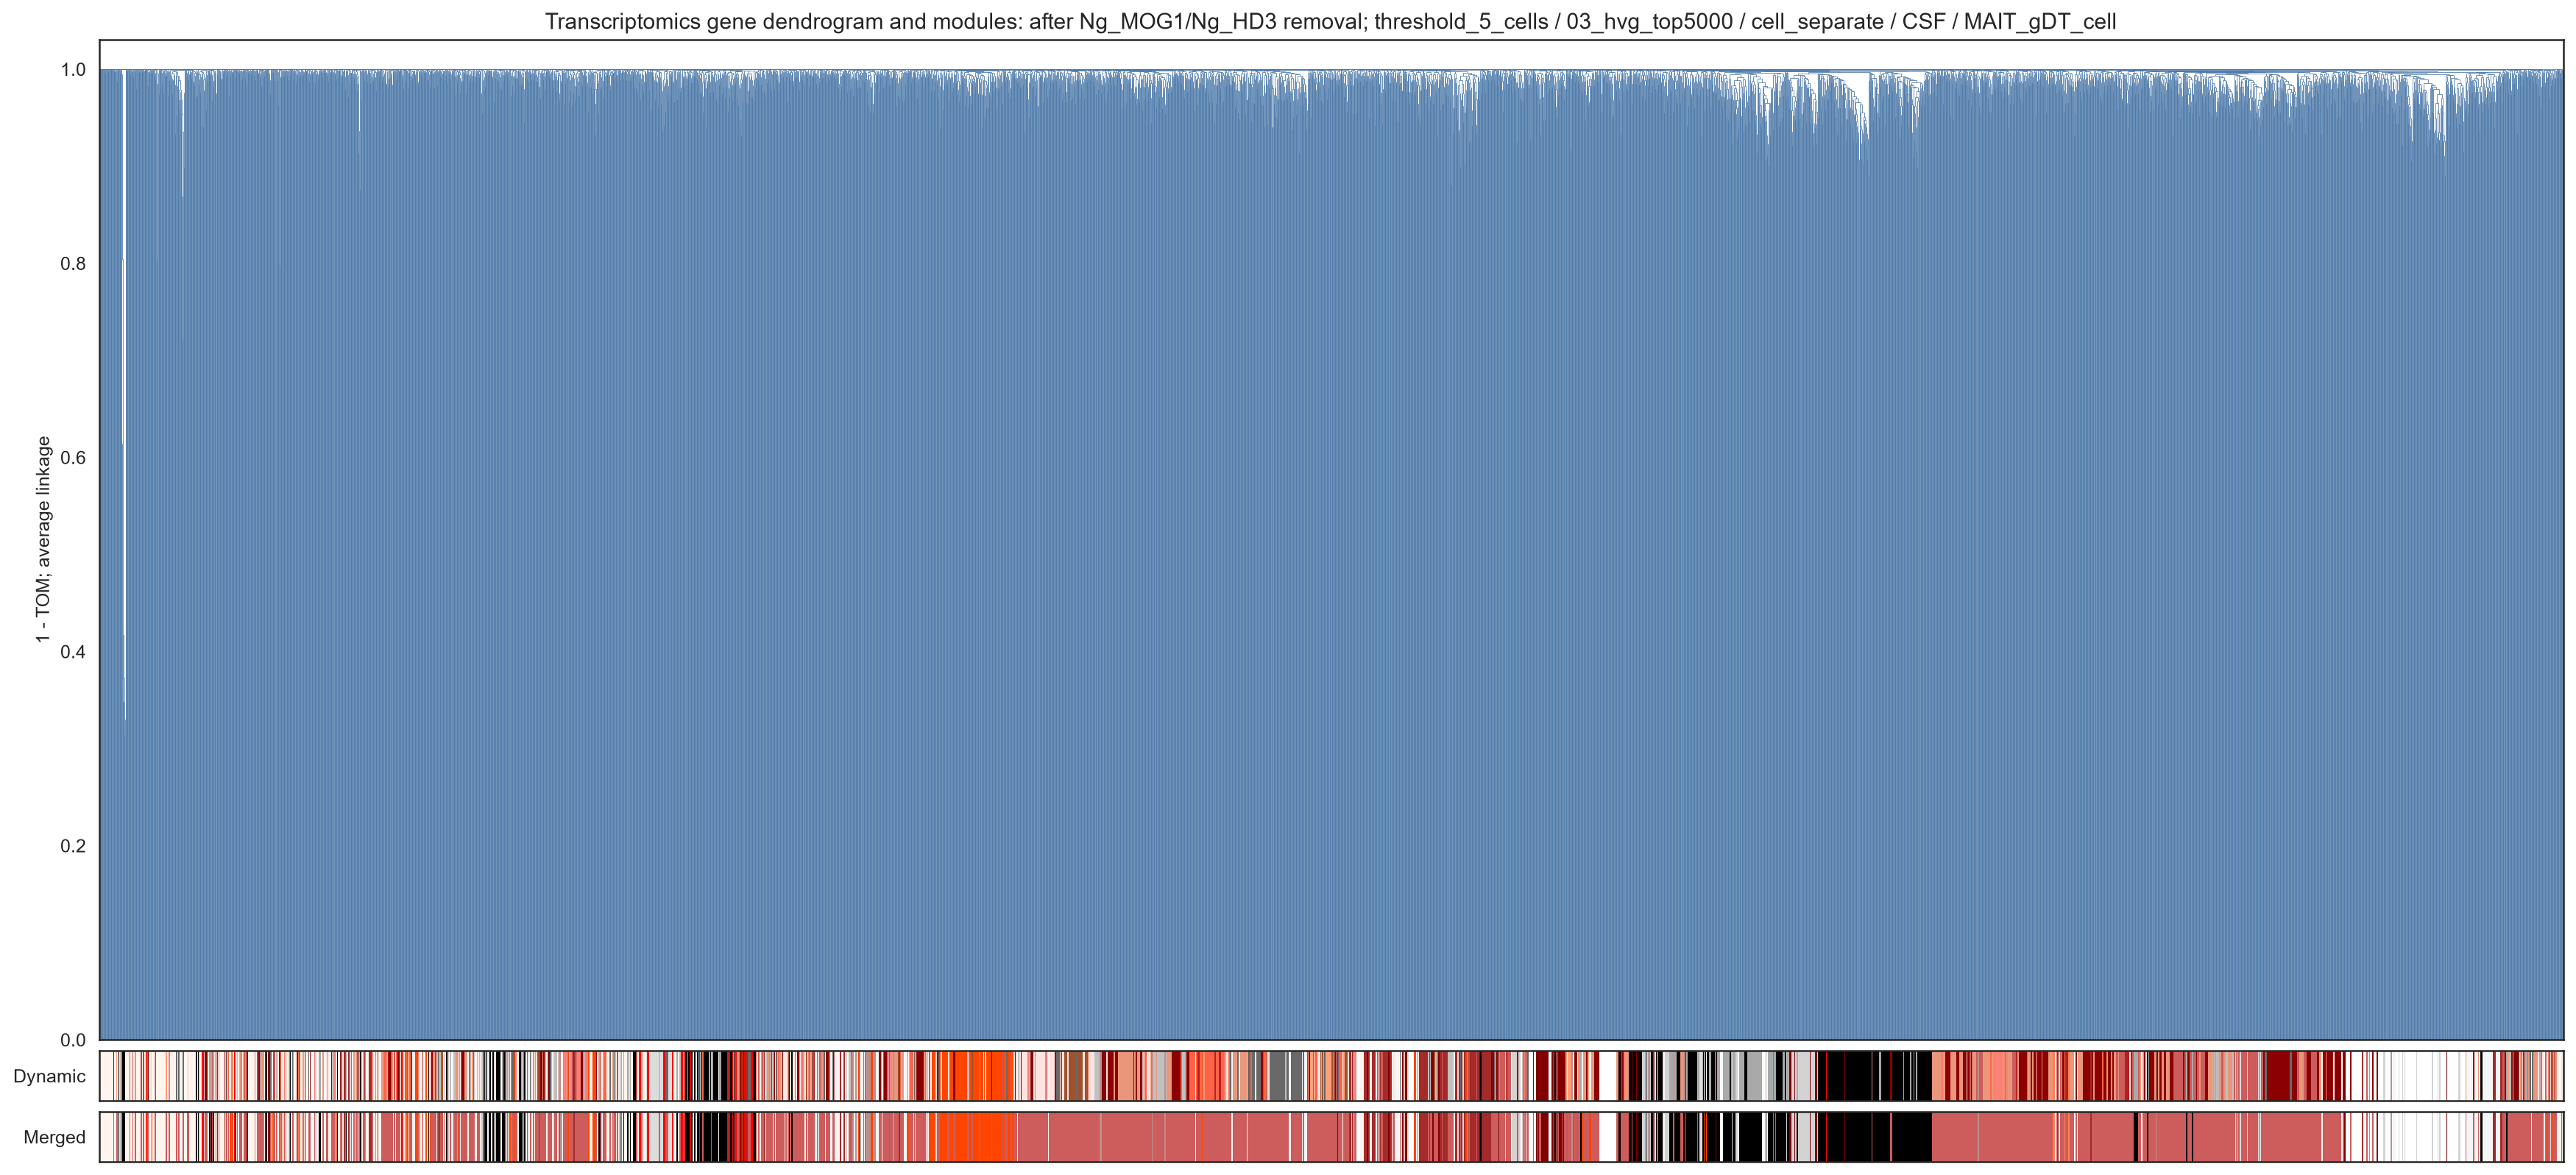 Transcriptomics gene dendrogram and modules: after Ng_MOG1/Ng_HD3 removal; threshold_5_cells / 03_hvg_top5000 / cell_separate / CSF / MAIT_gDT_cell
1.0
0.8
0.6
0.4
0.2
0.0
1 - TOM; average linkage
Dynamic
Merged